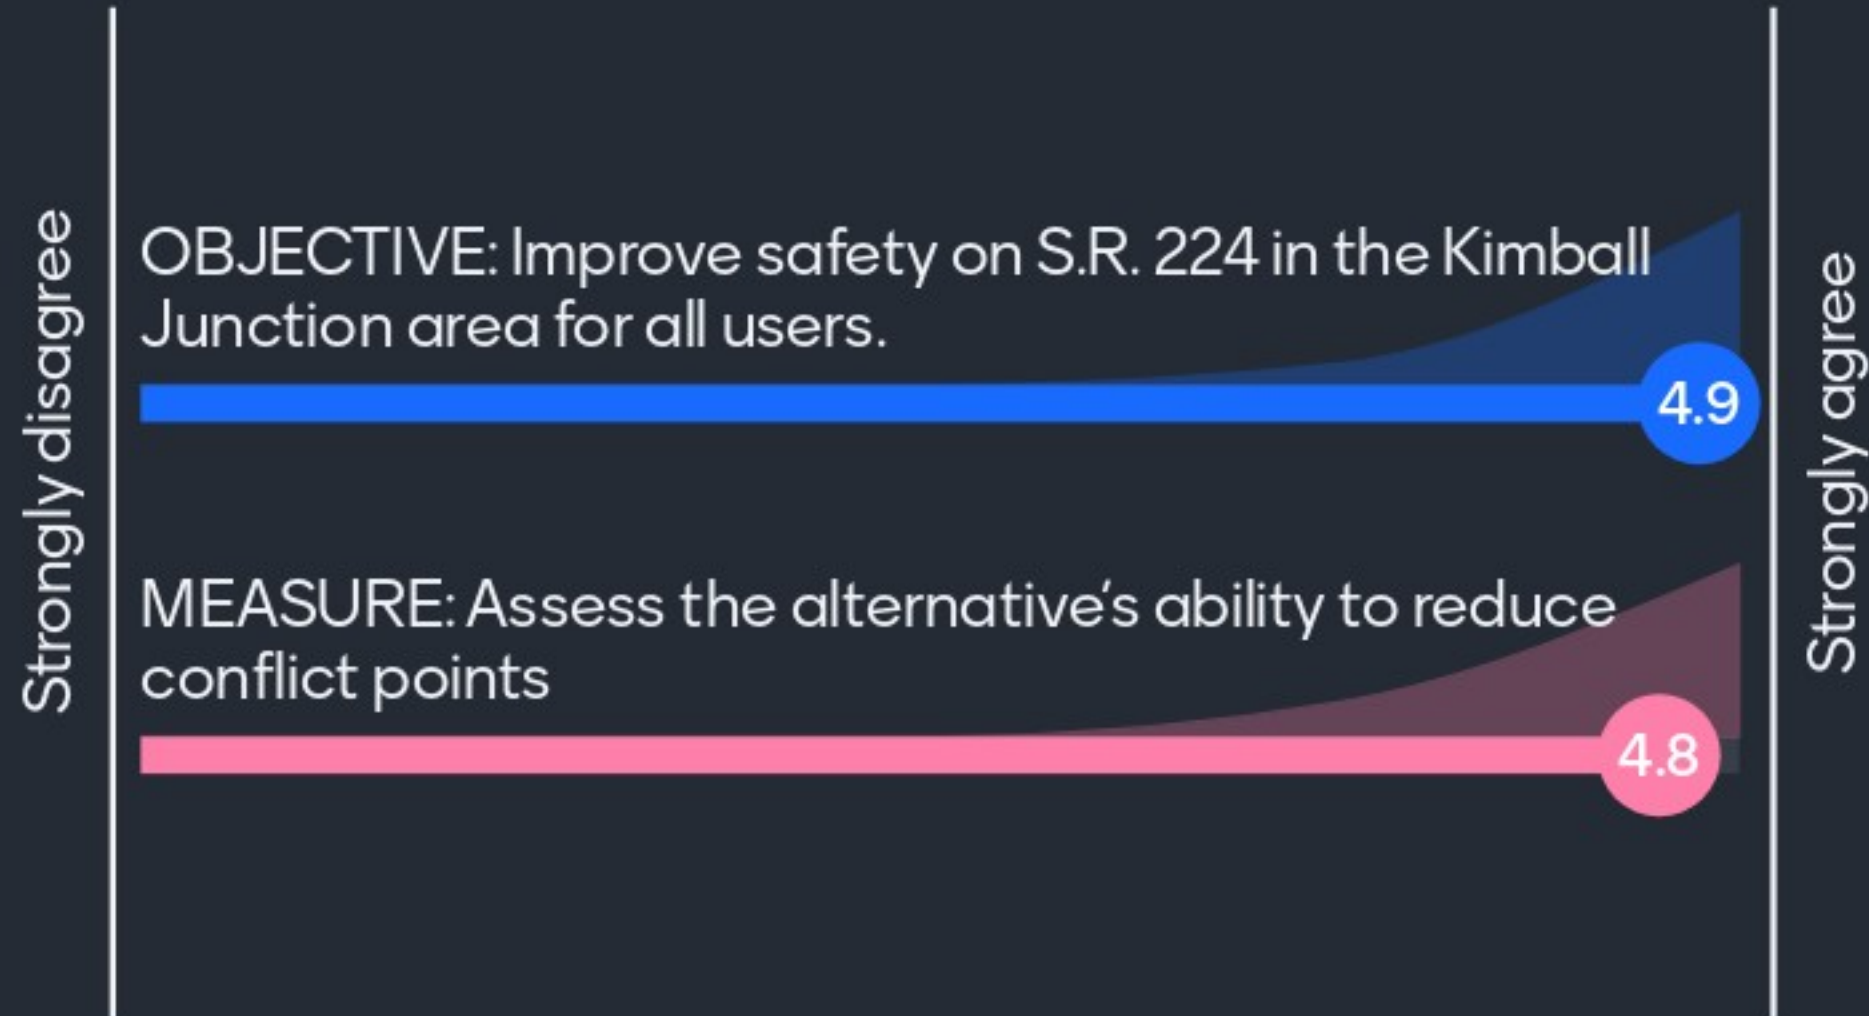 Strongly disagree
OBJECTIVE: Improve safety on S.R. 224 in the Kimball
Junction area for all users.
4.9
MEASURE: Assess the alternative’s ability to reduce
conflict points
4.8
Strongly agree